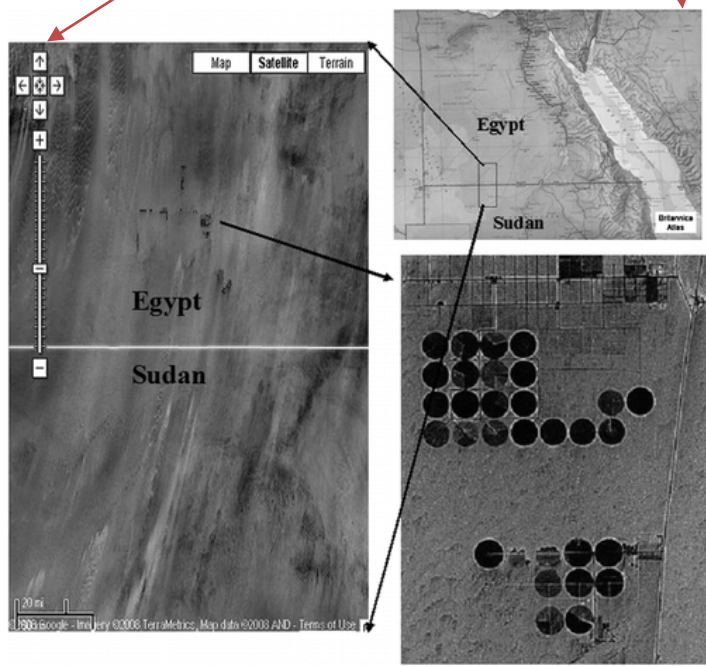 Map Satellite Terrain
Egypt
Sudan
20 mi
Google - Imagery ©2008 TerraMetrics, Map data ©2008 AND - Terms of Use
Egypt
Sudan
Britannica
Atlas